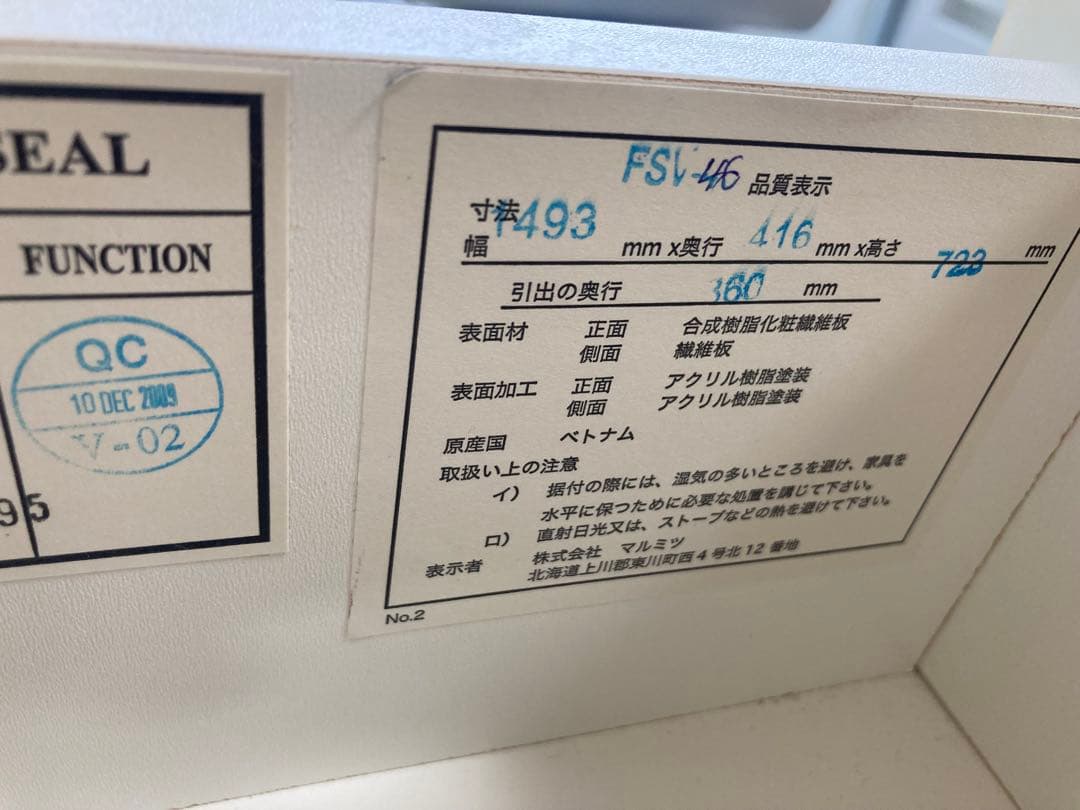 SEAL
FUNCTION
QC
10 DEC 2009
V-02
95
FSV-46 品質表示
寸法
幅 1493 mm x奥行 416 mm x高さ 723 mm
引出の奥行 360 mm
表面材 正面 合成樹脂化粧繊維板
側面 繊維板
表面加工 正面 アクリル樹脂塗装
側面 アクリル樹脂塗装
原産国 ベトナム
取扱い上の注意
イ） 据付の際には、湿気の多いところを避け、家具を
水平に保つために必要な処置を講じて下さい。
ロ） 直射日光又は、ストーブなどの熱を避けて下さい。
表示者 株式会社 マルミツ
北海道上川郡東川町西4号北12番地
No.2